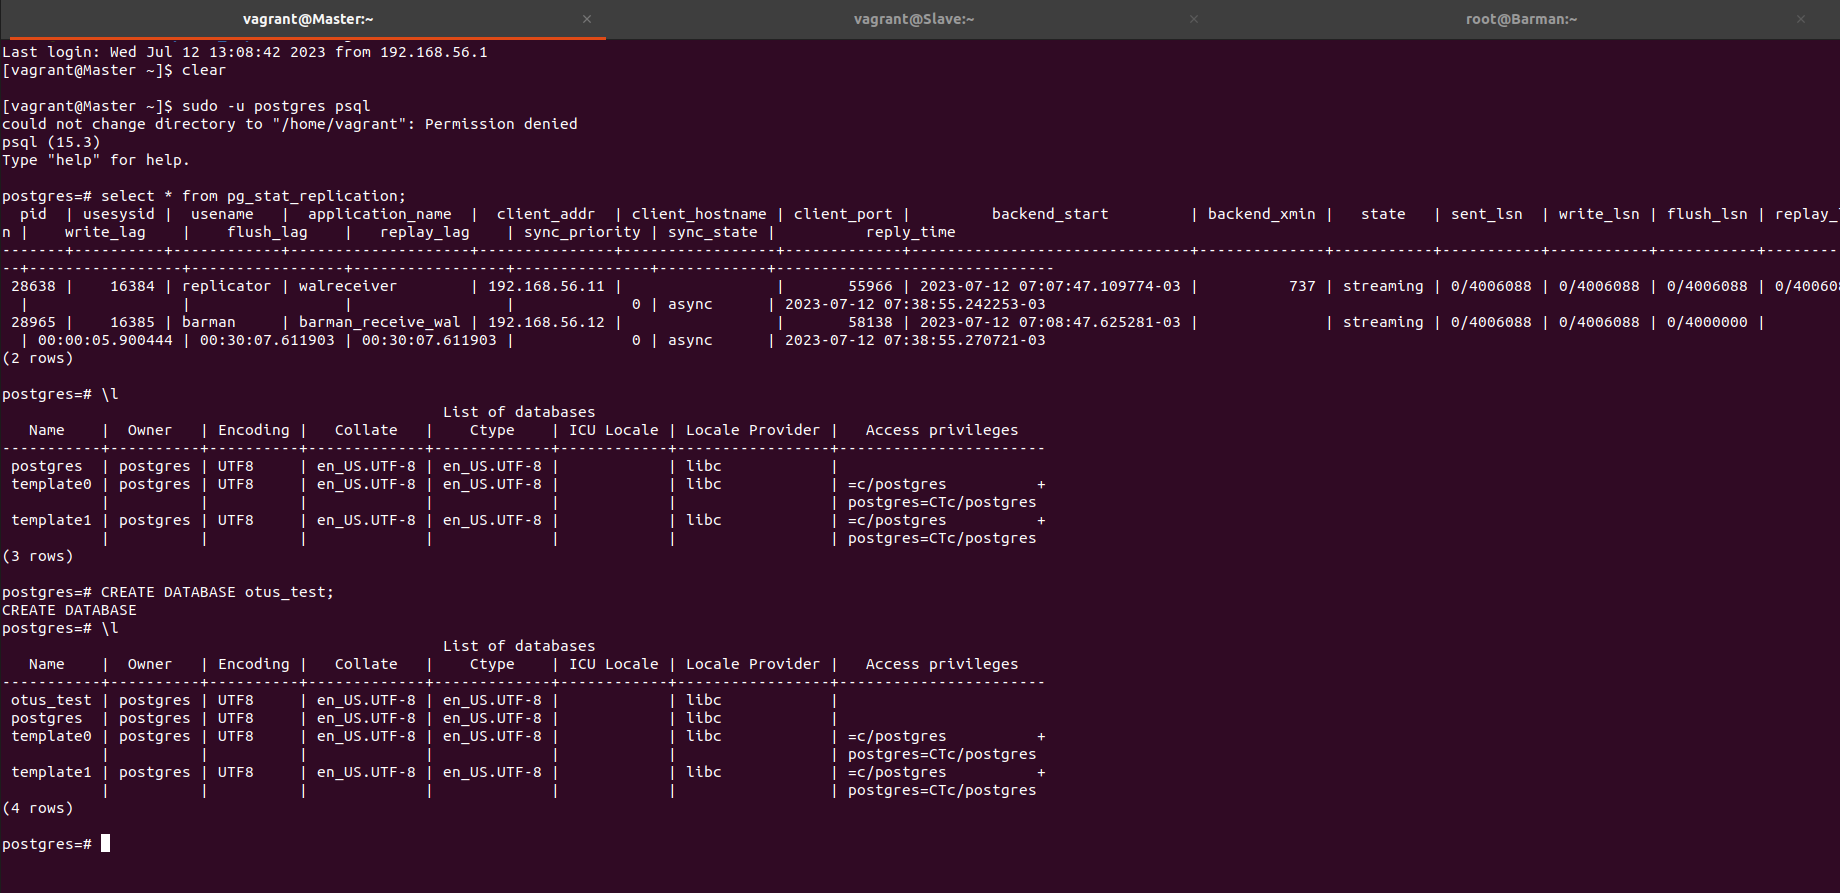 vagrant@Master:~ × vagrant@Slave:~ × root@Barman:~ ×
Last login: Wed Jul 12 13:08:42 2023 from 192.168.56.1
[vagrant@Master ~]$ clear
[vagrant@Master ~]$ sudo -u postgres psql
could not change directory to "/home/vagrant": Permission denied
psql (15.3)
Type "help" for help.
postgres=# select * from pg_stat_replication;
  pid  | usesysid |  usename   |  application_name  |  client_addr  | client_hostname | client_port |         backend_start         | backend_xmin |   state   | sent_lsn  | write_lsn | flush_lsn | replay_
n |    write_lag    |    flush_lag    |   replay_lag    | sync_priority | sync_state |          reply_time
-------+----------+------------+--------------------+---------------+-----------------+-------------+-------------------------------+--------------+-----------+-----------+-----------+-----------+--------
--+-----------------+-----------------+-----------------+---------------+------------+-------------------------------
 28638 |    16384 | replicator | walreceiver        | 192.168.56.11 |                 |       55966 | 2023-07-12 07:07:47.109774-03 |          737 | streaming | 0/4006088 | 0/4006088 | 0/4006088 | 0/40060
  |                 |                 |                 |             0 | async      | 2023-07-12 07:38:55.242253-03
 28965 |    16385 | barman     | barman_receive_wal | 192.168.56.12 |                 |       58138 | 2023-07-12 07:08:47.625281-03 |              | streaming | 0/4006088 | 0/4006088 | 0/4000000 |
  | 00:00:05.900444 | 00:30:07.611903 | 00:30:07.611903 |             0 | async      | 2023-07-12 07:38:55.270721-03
(2 rows)
postgres=# \l
                                                 List of databases
   Name    |  Owner   | Encoding |   Collate   |    Ctype    | ICU Locale | Locale Provider |   Access privileges
-----------+----------+----------+-------------+-------------+------------+-----------------+-----------------------
 postgres  | postgres | UTF8     | en_US.UTF-8 | en_US.UTF-8 |            | libc            |
 template0 | postgres | UTF8     | en_US.UTF-8 | en_US.UTF-8 |            | libc            | =c/postgres          +
           |          |          |             |             |            |                 | postgres=CTc/postgres
 template1 | postgres | UTF8     | en_US.UTF-8 | en_US.UTF-8 |            | libc            | =c/postgres          +
           |          |          |             |             |            |                 | postgres=CTc/postgres
(3 rows)
postgres=# CREATE DATABASE otus_test;
CREATE DATABASE
postgres=# \l
                                                 List of databases
   Name    |  Owner   | Encoding |   Collate   |    Ctype    | ICU Locale | Locale Provider |   Access privileges
-----------+----------+----------+-------------+-------------+------------+-----------------+-----------------------
 otus_test | postgres | UTF8     | en_US.UTF-8 | en_US.UTF-8 |            | libc            |
 postgres  | postgres | UTF8     | en_US.UTF-8 | en_US.UTF-8 |            | libc            |
 template0 | postgres | UTF8     | en_US.UTF-8 | en_US.UTF-8 |            | libc            | =c/postgres          +
           |          |          |             |             |            |                 | postgres=CTc/postgres
 template1 | postgres | UTF8     | en_US.UTF-8 | en_US.UTF-8 |            | libc            | =c/postgres          +
           |          |          |             |             |            |                 | postgres=CTc/postgres
(4 rows)
postgres=#